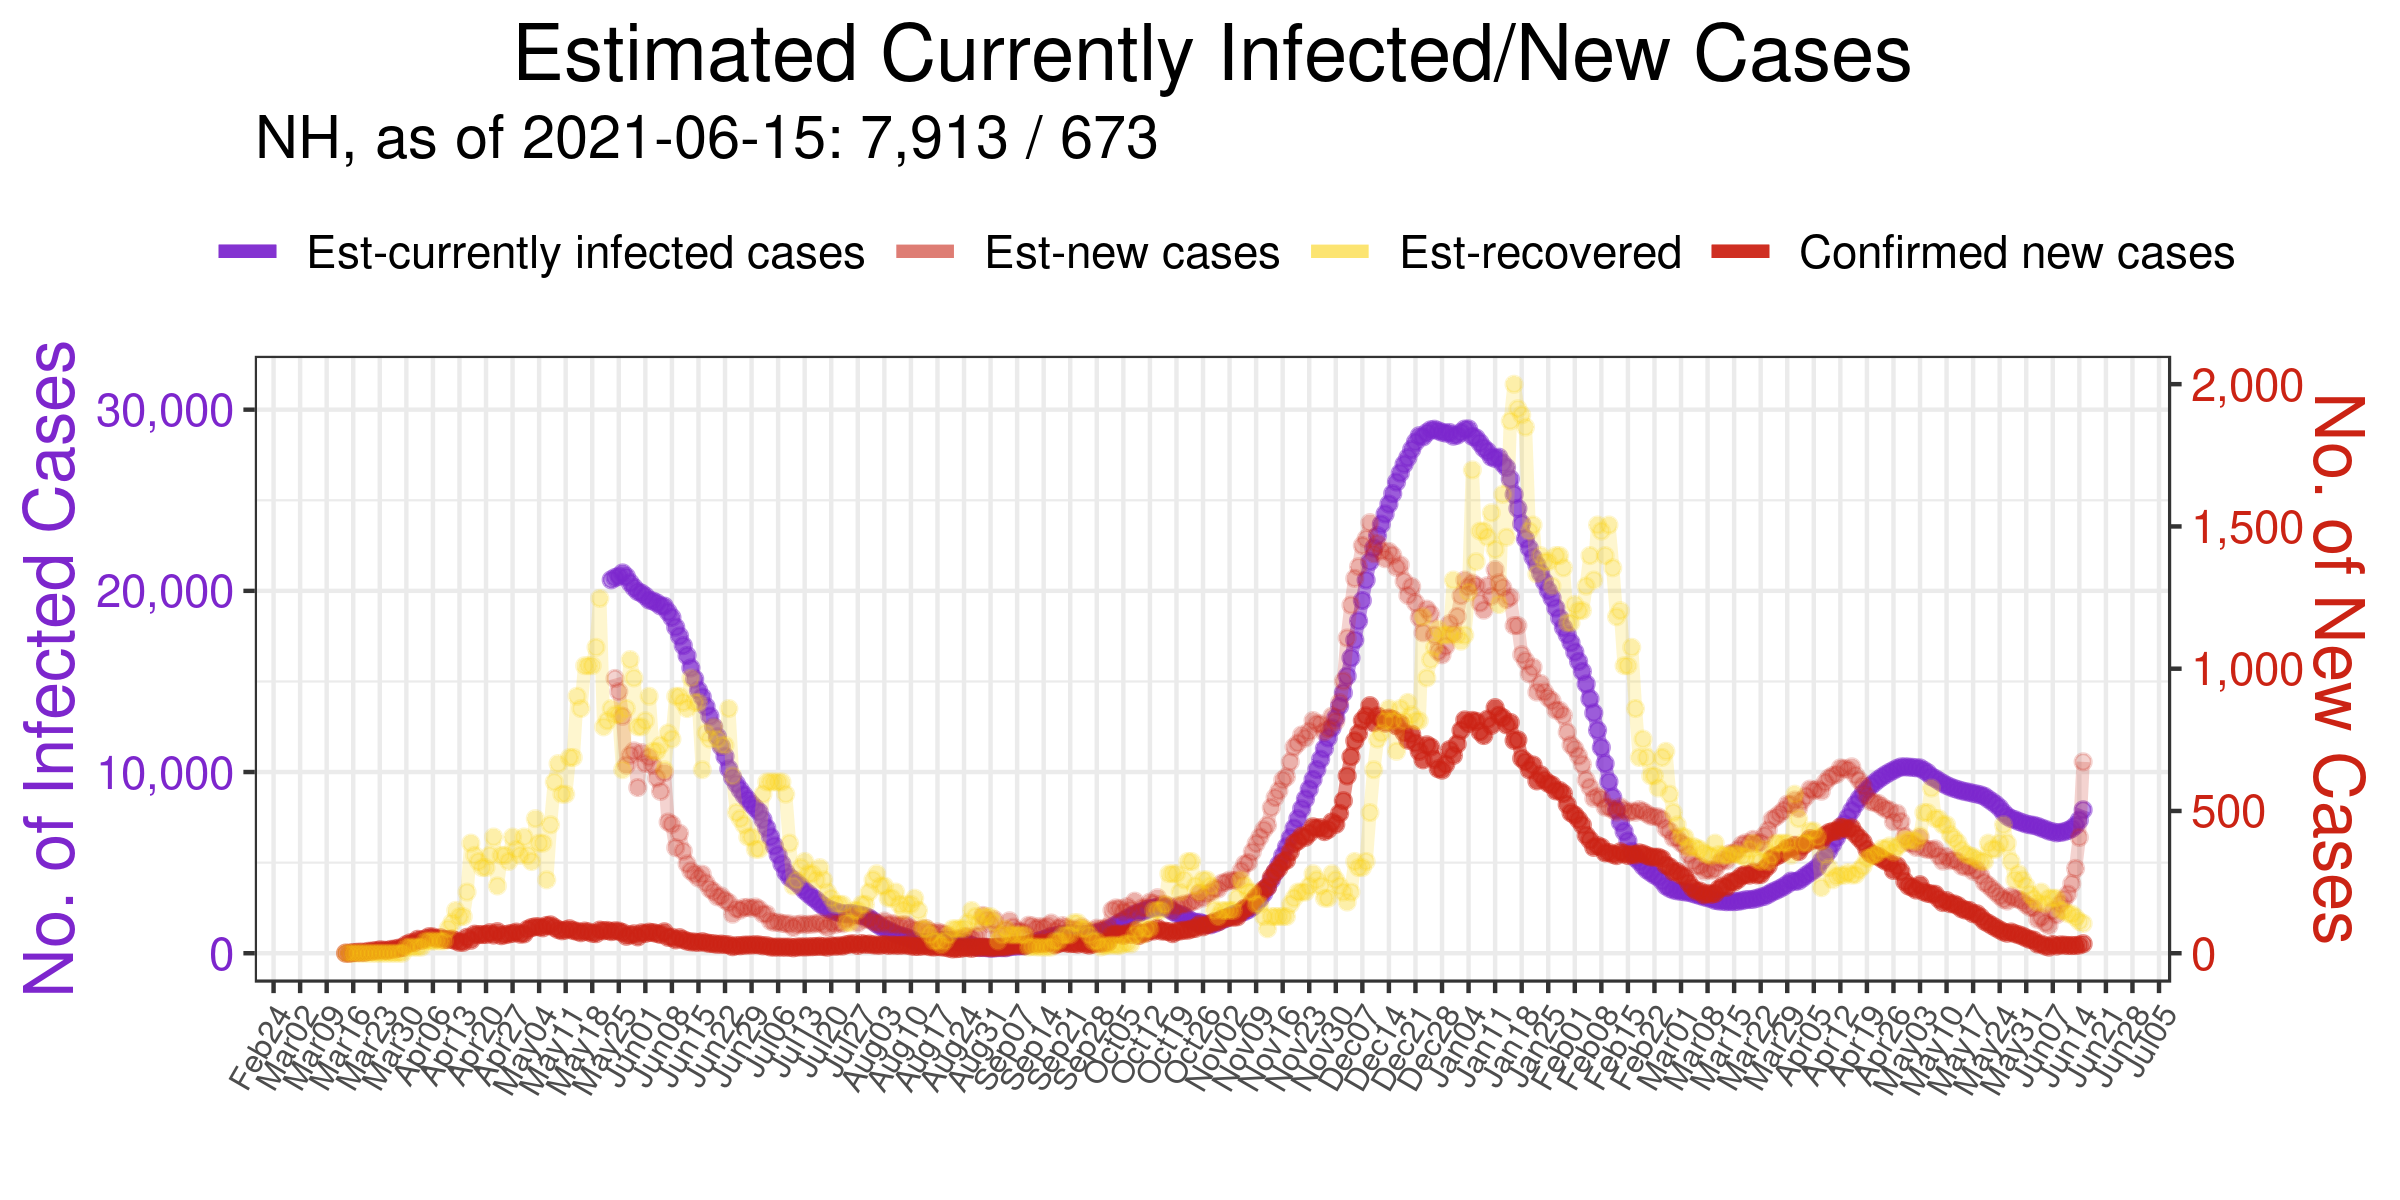 Estimated Currently Infected/New Cases
NH, as of 2021-06-15: 7,913 / 673
Est-currently infected cases Est-new cases Est-recovered Confirmed new cases
No. of Infected Cases
30,000
20,000
10,000
0
2,000
1,500
1,000
500
0
No. of New Cases
Feb24 Mar02 Mar09 Mar16 Mar23 Mar30 Apr06 Apr13 Apr20 Apr27 May04 May11 May18 May25 Jun01 Jun08 Jun15 Jun22 Jun29 Jul06 Jul13 Jul20 Jul27 Aug03 Aug10 Aug17 Aug24 Aug31 Sep07 Sep14 Sep21 Sep28 Oct05 Oct12 Oct19 Oct26 Nov02 Nov09 Nov16 Nov23 Nov30 Dec07 Dec14 Dec21 Dec28 Jan04 Jan11 Jan18 Jan25 Feb01 Feb08 Feb15 Feb22 Mar01 Mar08 Mar15 Mar22 Mar29 Apr05 Apr12 Apr19 Apr26 May03 May10 May17 May24 May31 Jun07 Jun14 Jun21 Jun28 Jul05